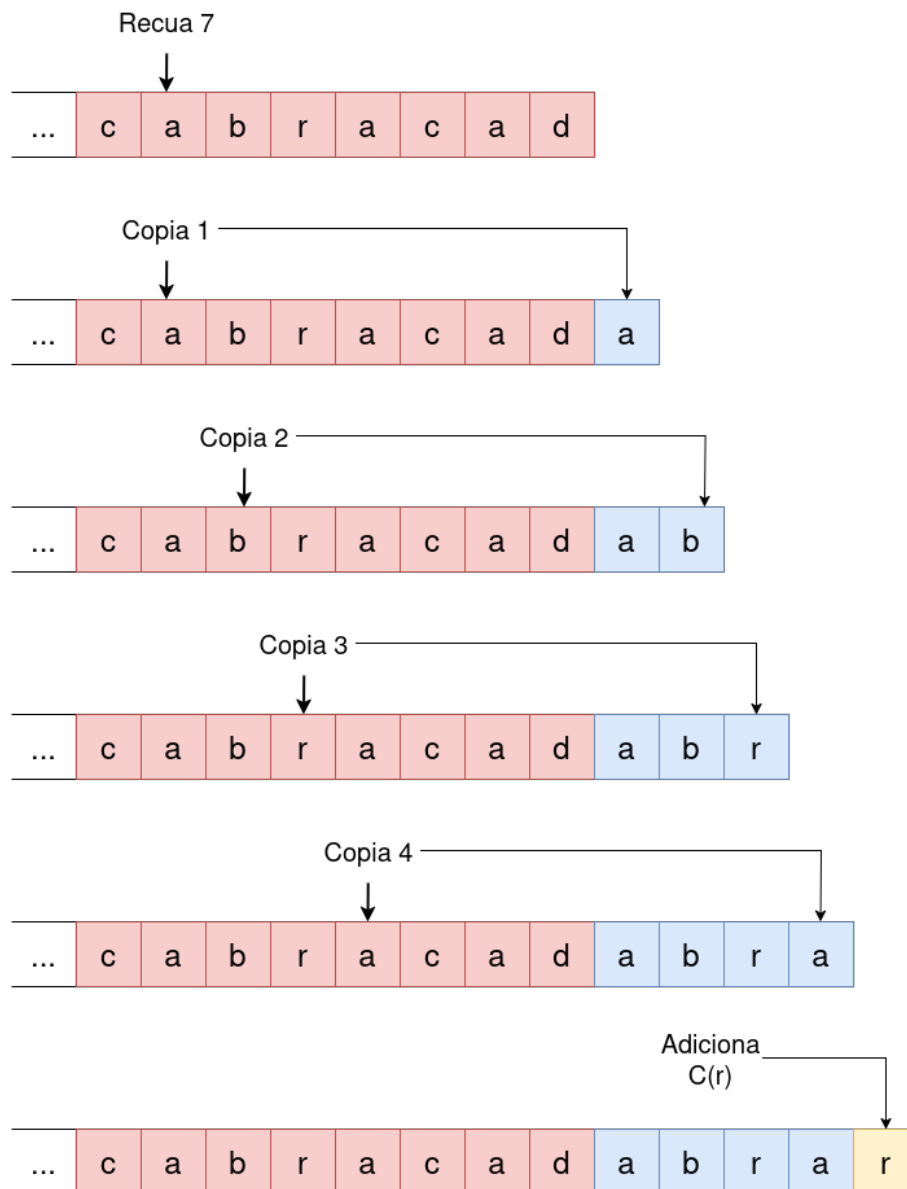 Recua 7
... c a b r a c a d
Copia 1
... c a b r a c a d a
Copia 2
... c a b r a c a d a b
Copia 3
... c a b r a c a d a b r
Copia 4
... c a b r a c a d a b r a
Adiciona
C(r)
... c a b r a c a d a b r a r